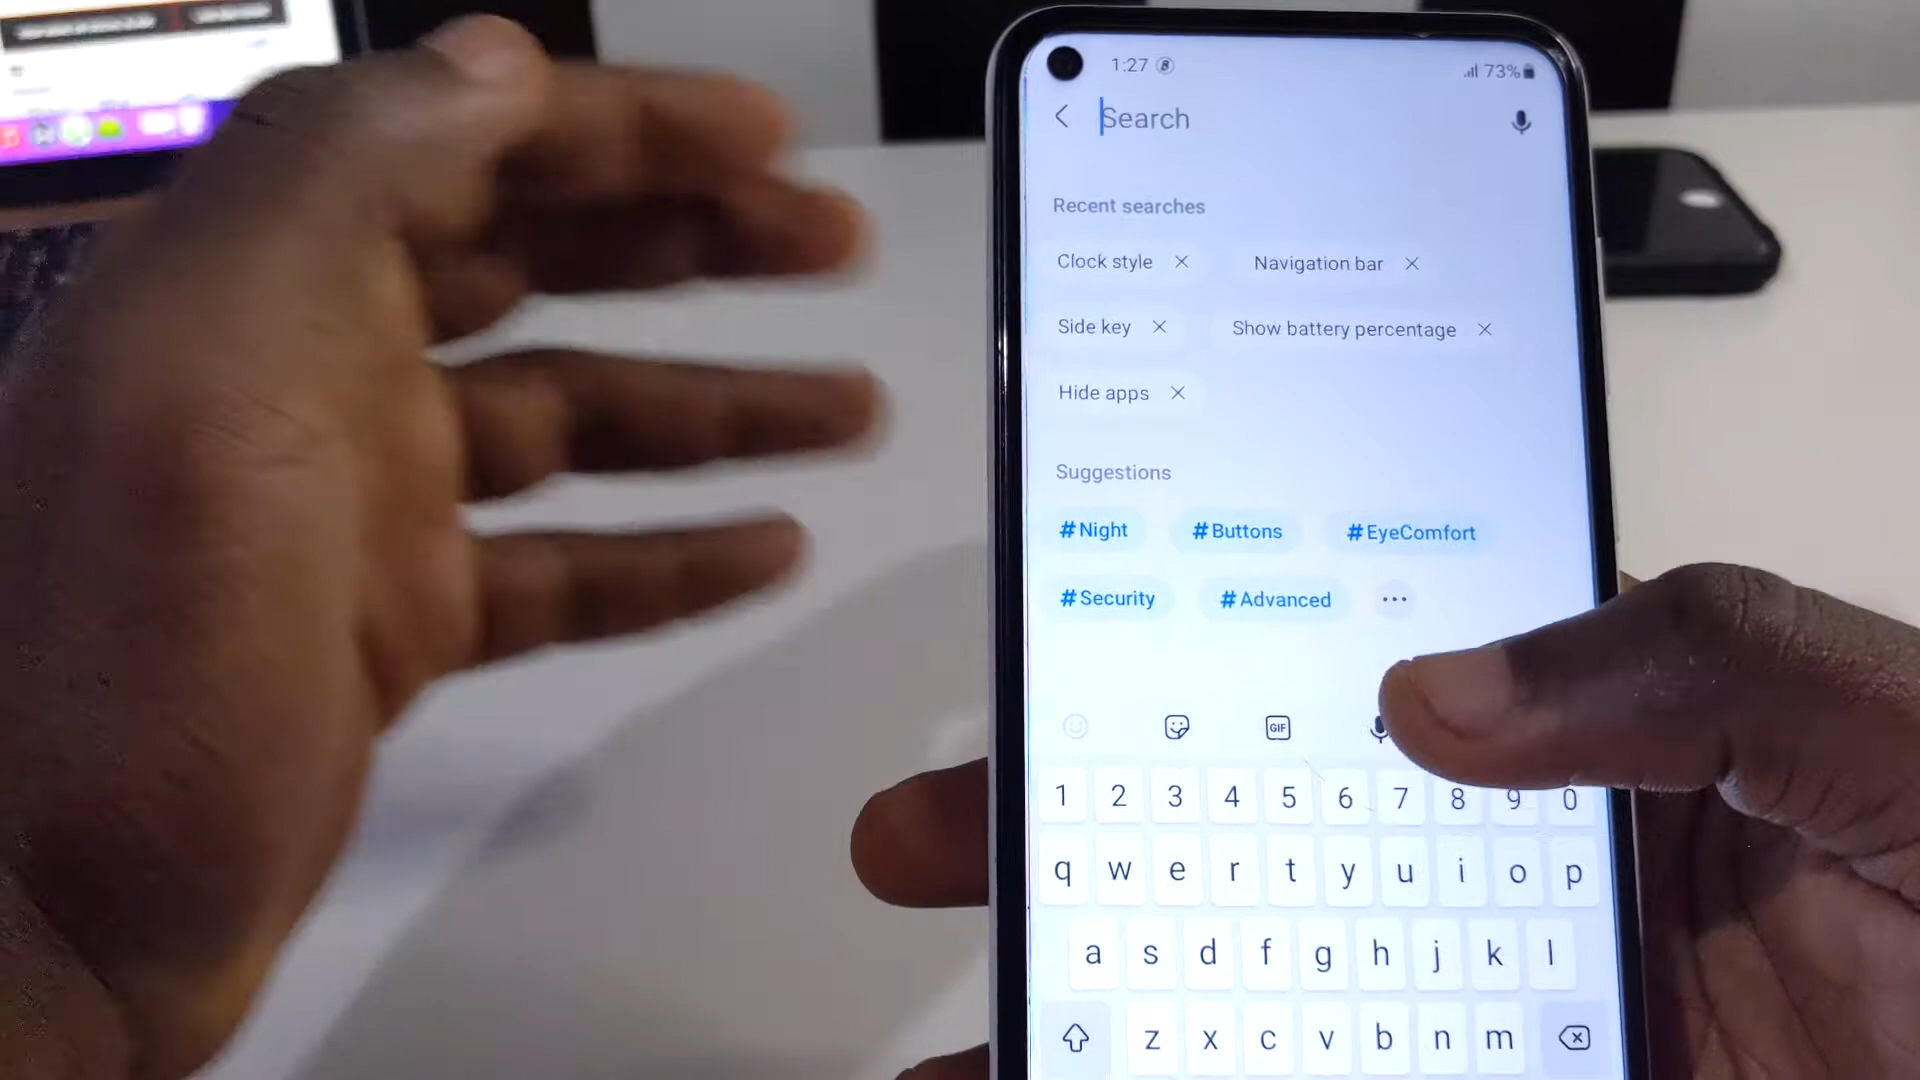 1:27 73%
Search
Recent searches
Clock style Navigation bar
Side key Show battery percentage
Hide apps
Suggestions
#Night #Buttons #EyeComfort
#Security #Advanced ...
GIF
1 2 3 4 5 6 7 8 9 0
q w e r t y u i o p
a s d f g h j k l
z x c v b n m